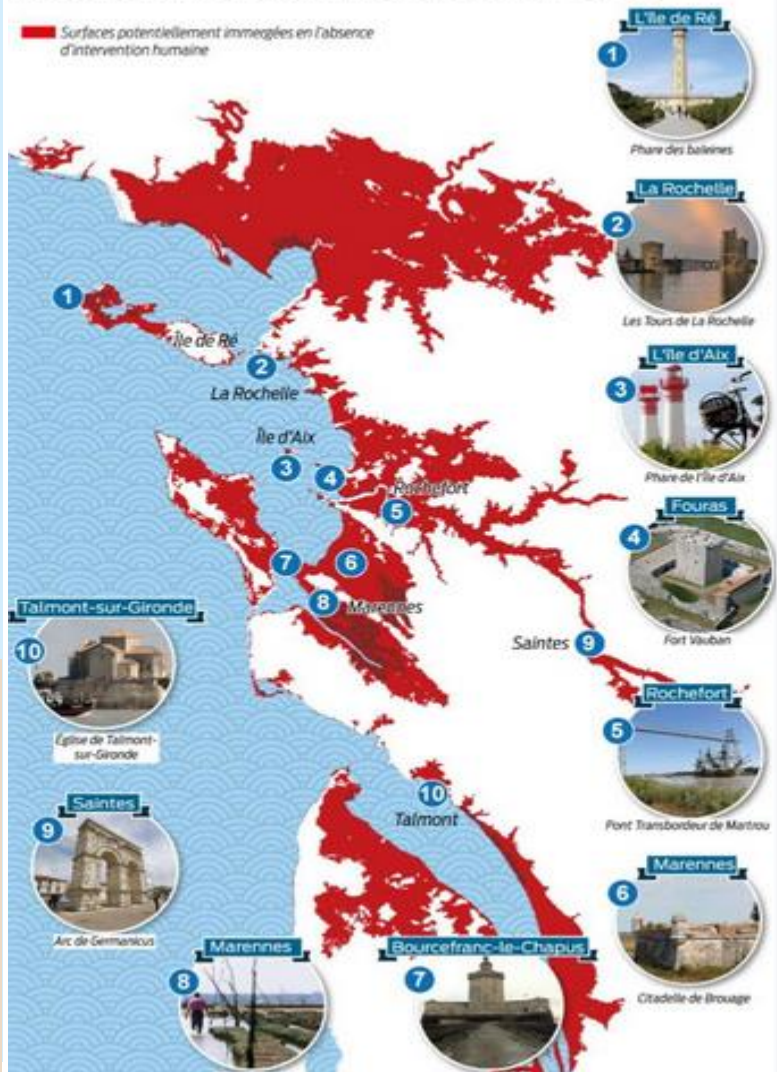 Surfaces potentiellement immergées en l'absence
d'intervention humaine
L'île de Ré
1
Phare des baleines
La Rochelle
2
Les Tours de La Rochelle
L'île d'Aix
3
Phare de l'île d'Aix
Fouras
4
Fort Vauban
Rochefort
5
Pont Transbordeur de Martrou
Marennes
6
Citadelle de Brouage
Bourcefranc-le-Chapus
7
Marennes
8
Saintes
9
Arc de Germanicus
Talmont-sur-Gironde
10
Église de Talmont-
sur-Gironde
1
Île de Ré
2
La Rochelle
Île d'Aix
3
4
Rochefort
5
6
7
8
Marennes
Saintes
9
10
Talmont